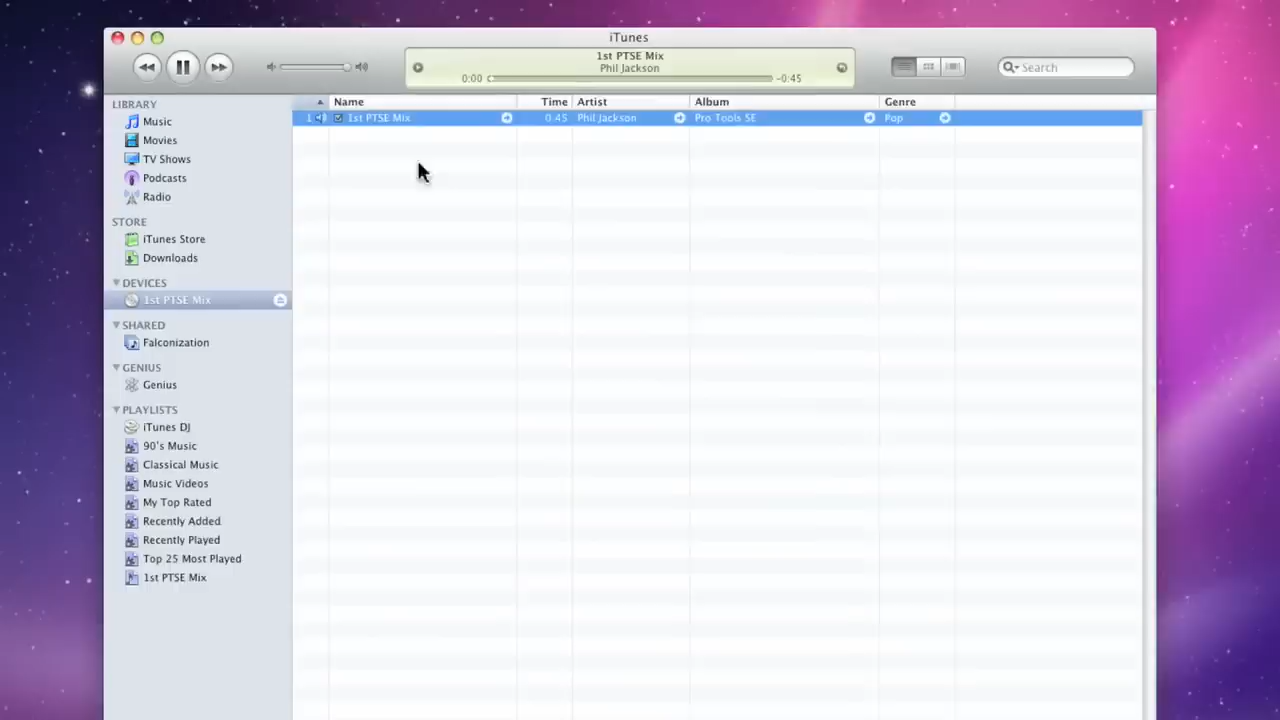 iTunes
1st PTSE Mix
Phil Jackson
0:00
-0:45
Search
LIBRARY
Music
Movies
TV Shows
Podcasts
Radio
STORE
iTunes Store
Downloads
DEVICES
1st PTSE Mix
SHARED
Falconization
GENIUS
Genius
PLAYLISTS
iTunes DJ
90's Music
Classical Music
Music Videos
My Top Rated
Recently Added
Recently Played
Top 25 Most Played
1st PTSE Mix
Name Time Artist Album Genre
1 1st PTSE Mix 0:45 Phil Jackson Pro Tools SE Pop